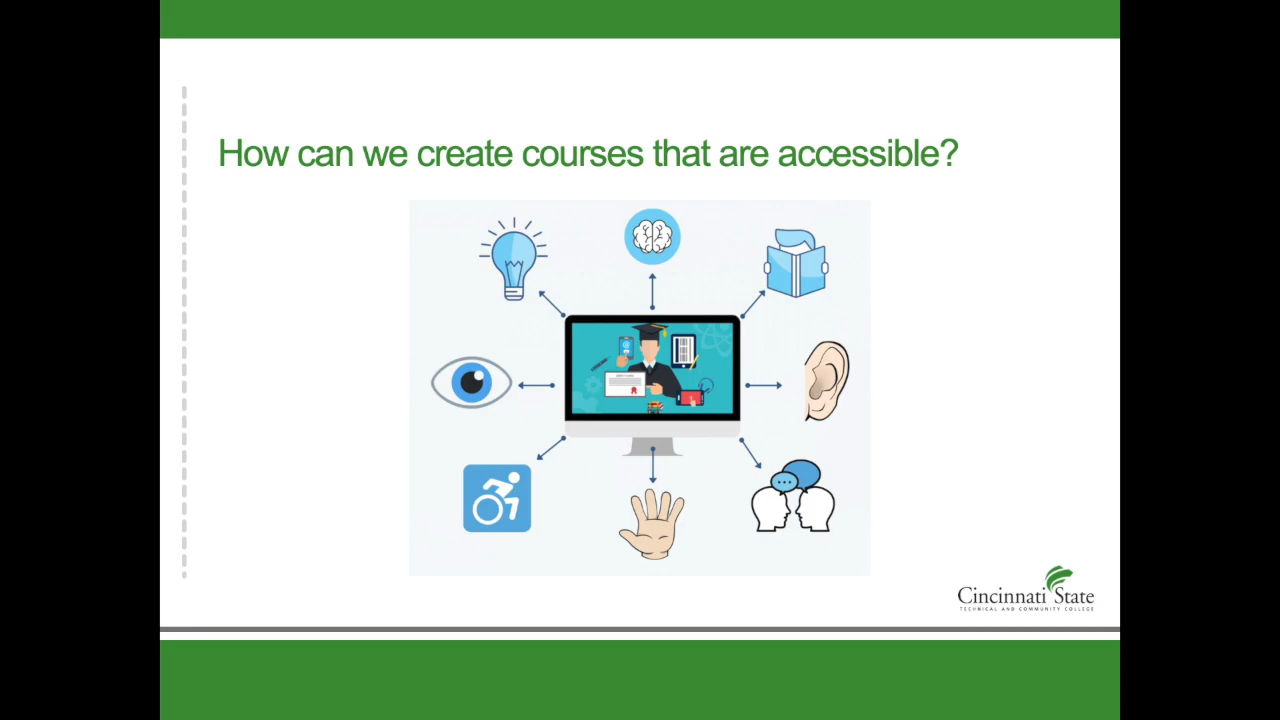 How can we create courses that are accessible?
Cincinnati State
TECHNICAL AND COMMUNITY COLLEGE